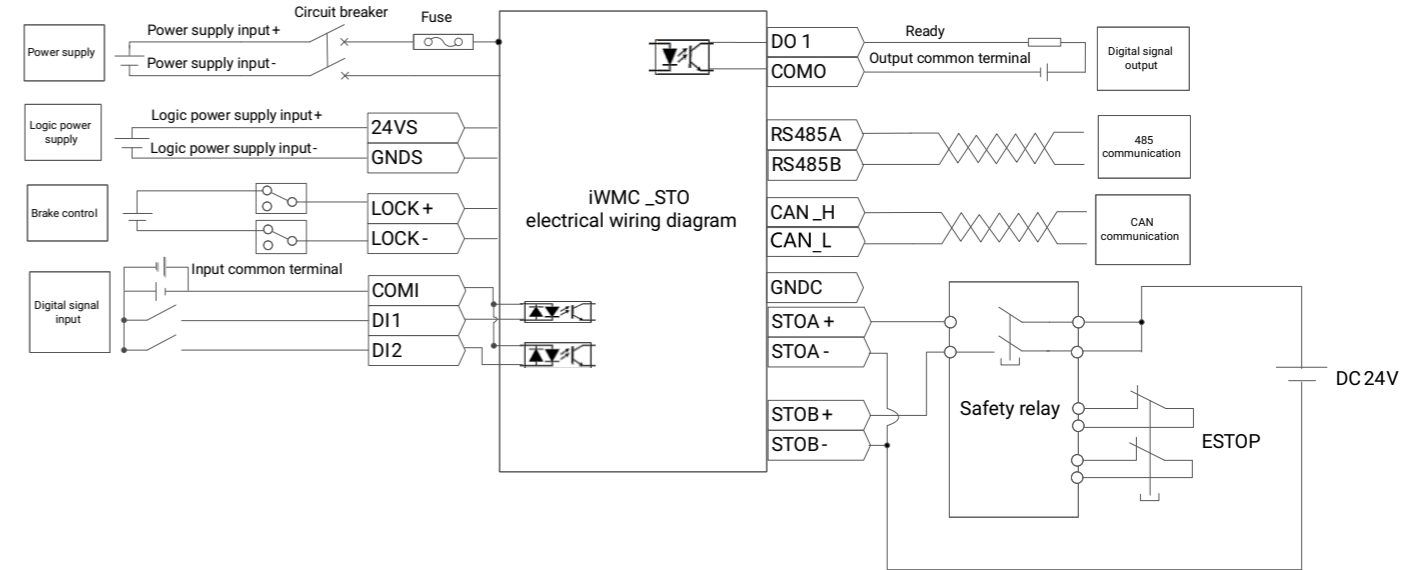 Circuit breaker
Fuse
Power supply
Power supply input+
Power supply input-
Logic power
supply
Logic power supply input+
Logic power supply input-
24VS
GNDS
Brake control
LOCK+
LOCK-
Digital signal
input
Input common terminal
COMI
DI1
DI2
iWMC _STO
electrical wiring diagram
DO 1
COMO
Ready
Output common terminal
Digital signal
output
RS485A
RS485B
485
communication
CAN _H
CAN_L
CAN
communication
GNDC
STOA+
STOA-
STOB+
STOB-
Safety relay
ESTOP
DC 24V